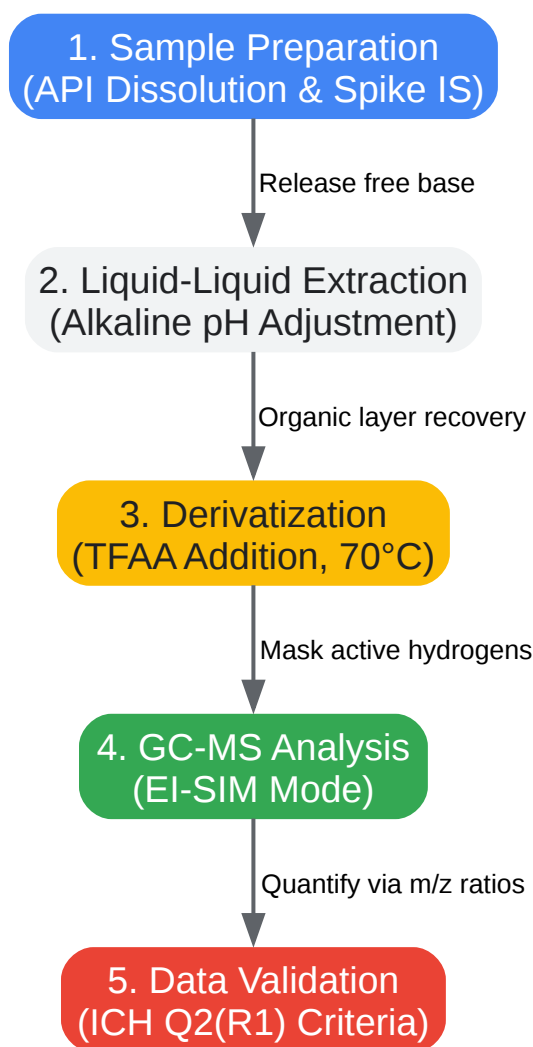 1. Sample Preparation
(API Dissolution & Spike IS)
Release free base
2. Liquid-Liquid Extraction
(Alkaline pH Adjustment)
Organic layer recovery
3. Derivatization
(TFAA Addition, 70°C)
Mask active hydrogens
4. GC-MS Analysis
(EI-SIM Mode)
Quantify via m/z ratios
5. Data Validation
(ICH Q2(R1) Criteria)